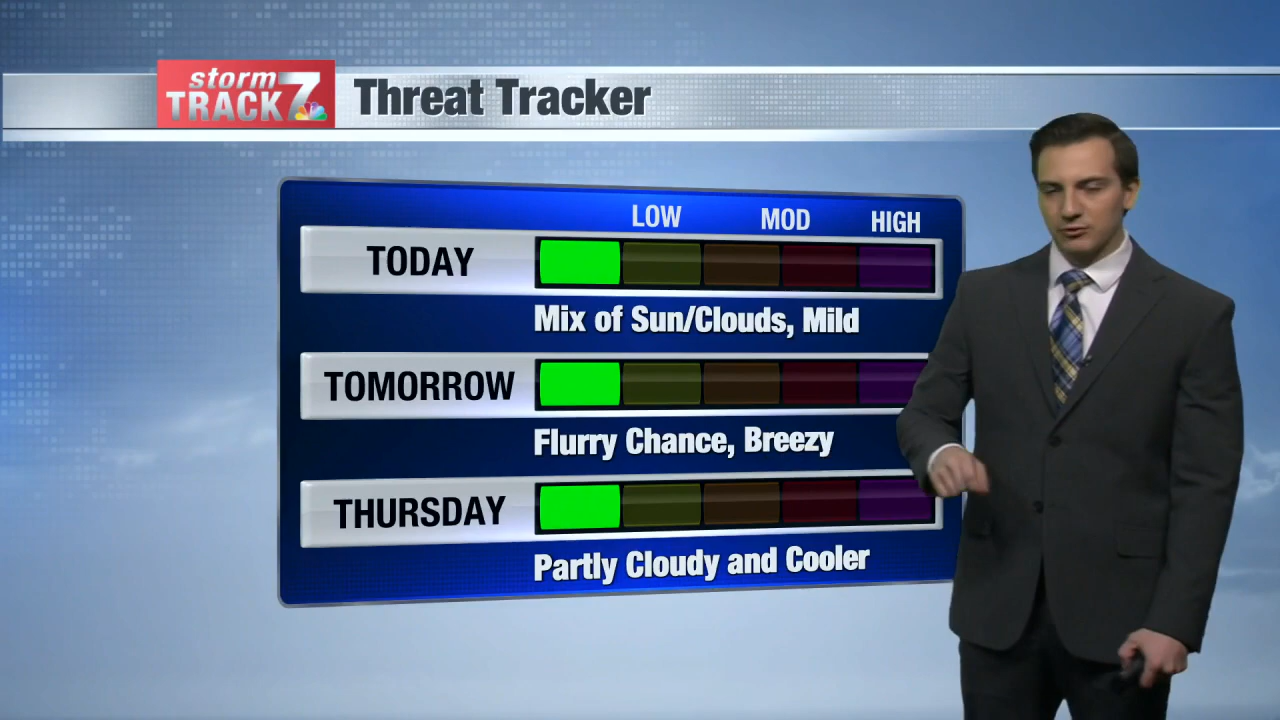 storm
TRACK 7
Threat Tracker
LOW MOD HIGH
TODAY
Mix of Sun/Clouds, Mild
TOMORROW
Flurry Chance, Breezy
THURSDAY
Partly Cloudy and Cooler